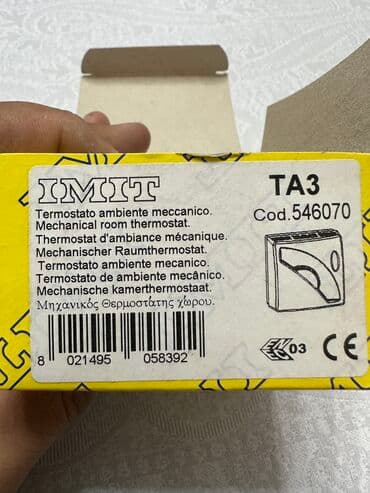 IMIT
TA3
Cod.546070
Termostato ambiente meccanico.
Mechanical room thermostat.
Thermostat d'ambiance mécanique.
Mechanischer Raumthermostat.
Termostato ambiente mecanico.
Termostato de ambiente mecânico.
Mechanische kamerthermostaat.
Μηχανικός Θερμοστάτης χώρου.
8 021495 058392
03 CE